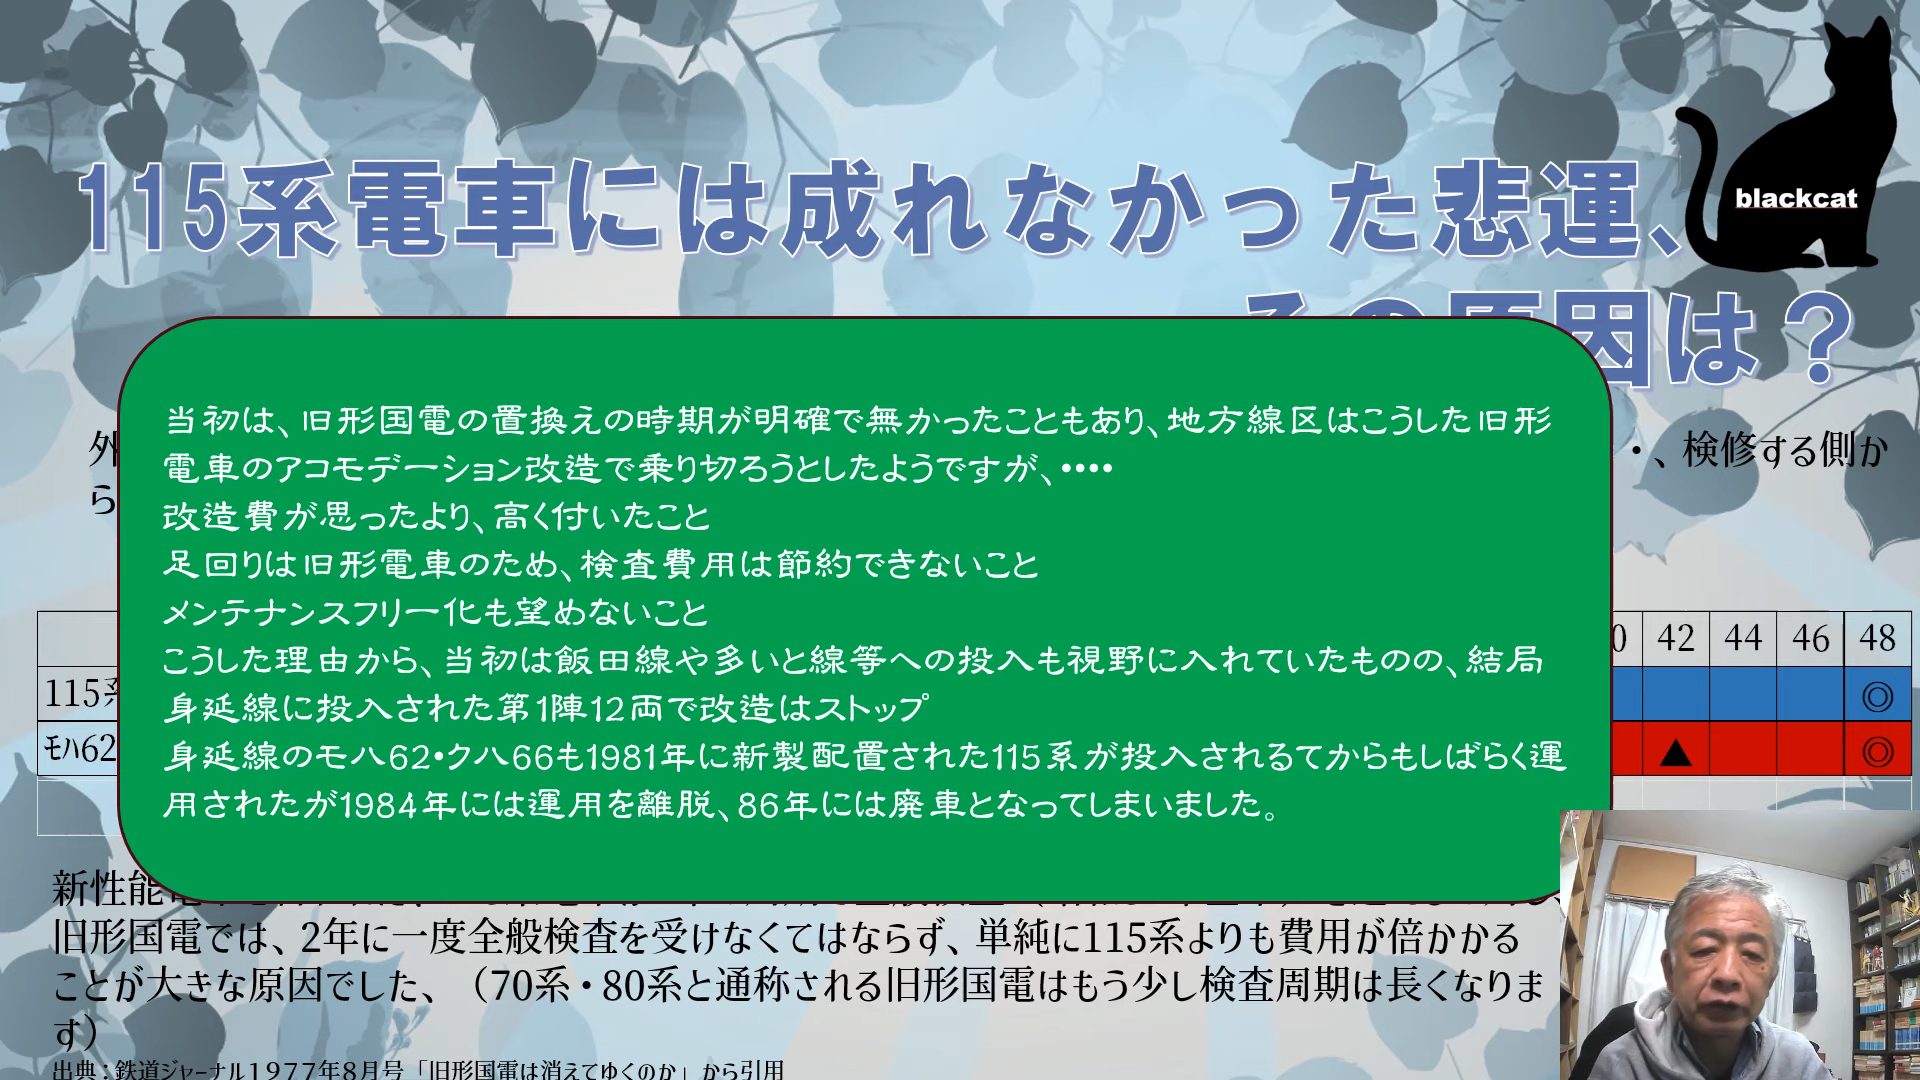 115系電車には成れなかった悲運、
blackcat
その原因は？
外
・、検修する側か
ら
当初は、旧形国電の置換えの時期が明確で無かったこともあり、地方線区はこうした旧形
電車のアコモデーション改造で乗り切ろうとしたようですが、••••
改造費が思ったより、高く付いたこと
足回りは旧形電車のため、検査費用は節約できないこと
メンテナンスフリー化も望めないこと
こうした理由から、当初は飯田線や多いと線等への投入も視野に入れていたものの、結局
身延線に投入された第1陣12両で改造はストップ
身延線のモハ62•クハ66も1981年に新製配置された115系が投入されるてからもしばらく運
用されたが1984年には運用を離脱、86年には廃車となってしまいました。
0 42 44 46 48
115系 ◎
ﾓﾊ62 ▲ ◎
新性能
旧形国電では、2年に一度全般検査を受けなくてはならず、単純に115系よりも費用が倍かかる
ことが大きな原因でした、（70系・80系と通称される旧形国電はもう少し検査周期は長くなりま
す）
出典：鉄道ジャーナル１９７７年８月号「旧形国電は消えてゆくのか」から引用